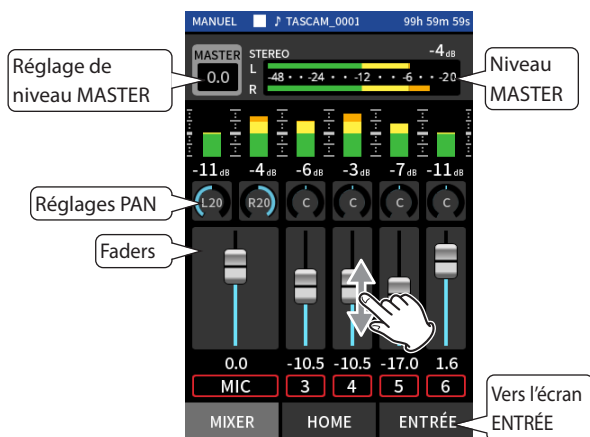 MANUEL ♪ TASCAM_0001 99h 59m 59s
MASTER STEREO -4dB
0.0
L
-48 · · -24 · · -12 · · -6 · · -20
R
Réglage de
niveau MASTER
Niveau
MASTER
-11dB -4dB -6dB -3dB -7dB -11dB
Réglages PAN
L20 R20 C C C C
Faders
0.0 -10.5 -10.5 -17.0 1.6
MIC 3 4 5 6
MIXER HOME ENTRÉE
Vers l'écran
ENTRÉE